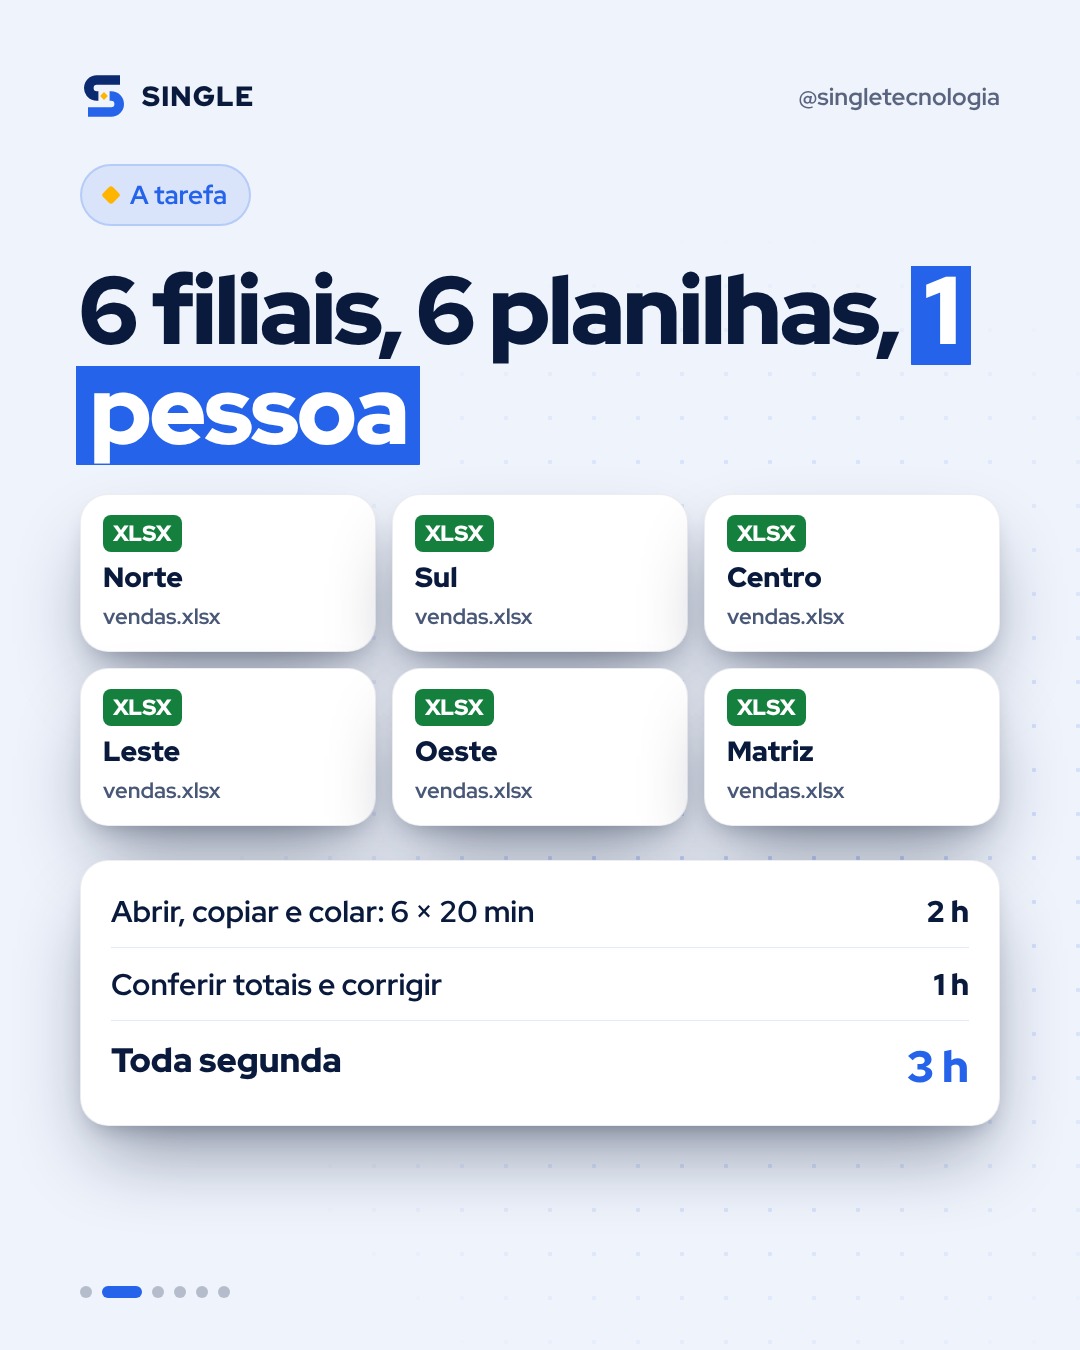 SINGLE
@singletecnologia
A tarefa
6 filiais, 6 planilhas, 1
pessoa
XLSX
Norte
vendas.xlsx
XLSX
Sul
vendas.xlsx
XLSX
Centro
vendas.xlsx
XLSX
Leste
vendas.xlsx
XLSX
Oeste
vendas.xlsx
XLSX
Matriz
vendas.xlsx
Abrir, copiar e colar: 6 × 20 min 2 h
Conferir totais e corrigir 1 h
Toda segunda 3 h